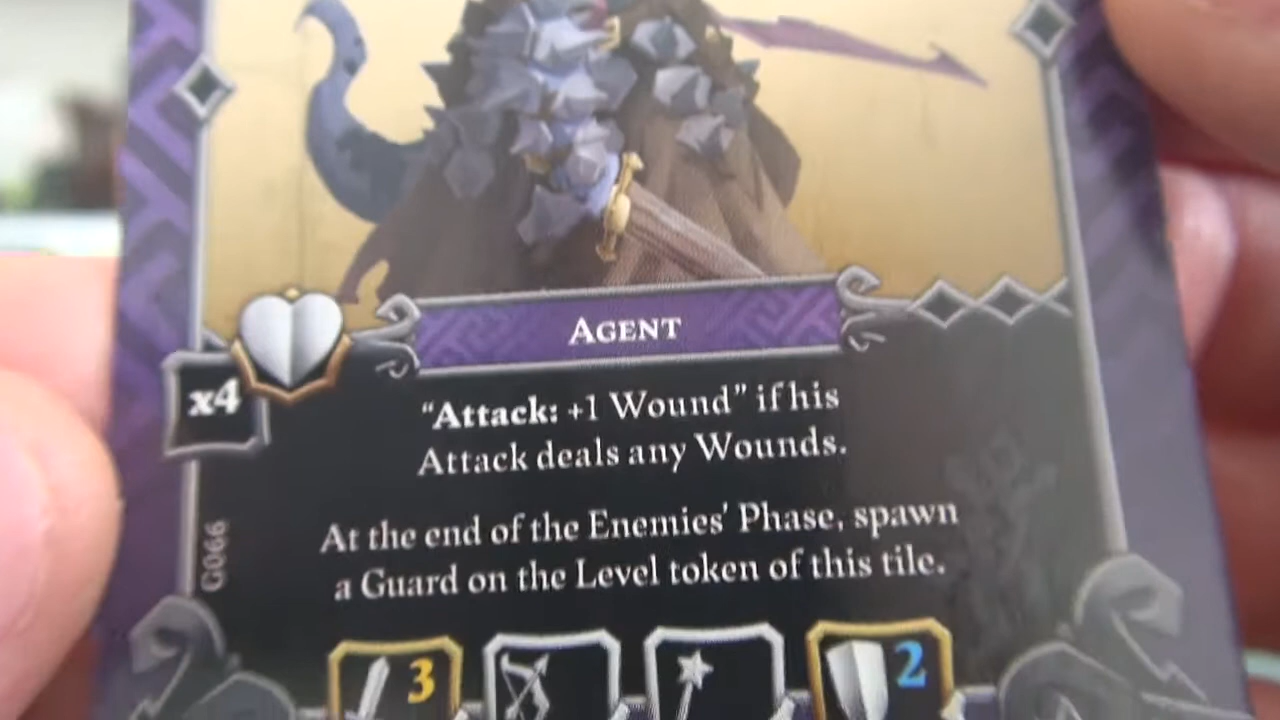 AGENT
x4
“Attack: +1 Wound” if his
Attack deals any Wounds.
At the end of the Enemies' Phase, spawn
a Guard on the Level token of this tile.
G066
3
2